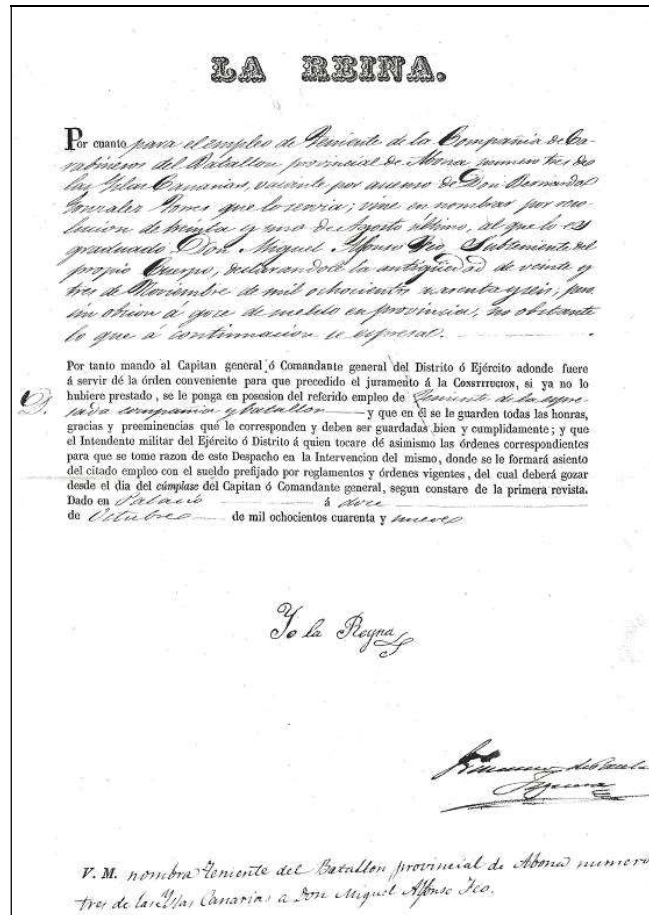 LA REINA.
Por cuanto para el empleo de Teniente de la Compañia de Ca-
rabineros del Batallon provincial de Abona numero tres de
las Yslas Canarias, vacante por ascenso de Don Bernardo
Gonzalez Torres que lo servia; vine en nombrar por reso-
lucion de treinta y uno de Agosto último, al que lo es
graduado Don Miguel Alfonso Feo, Subteniente del
propio Cuerpo, declarandole la antigüedad de veinte y
tres de Noviembre de mil ochocientos cuarenta y seis; pero
sin obcion á goce de sueldo en provincia, no obstante
lo que á continuacion se espresa.
Por tanto mando al Capitan general ó Comandante general del Distrito ó Ejército adonde fuere
á servir dé la órden conveniente para que precedido el juramento á la CONSTITUCION, si ya no lo
hubiere prestado, se le ponga en posesion del referido empleo de Teniente de la espre-
sada compañia y batallon y que en él se le guarden todas las honras,
gracias y preeminencias que le corresponden y deben ser guardadas bien y cumplidamente; y que
el Intendente militar del Ejército ó Distrito á quien tocare dé asimismo las órdenes correspondientes
para que se tome razon de este Despacho en la Intervencion del mismo, donde se le formará asiento
del citado empleo con el sueldo prefijado por reglamentos y órdenes vigentes, del cual deberá gozar
desde el dia del cúmplase del Capitan ó Comandante general, segun constare de la primera revista.
Dado en Palacio á doce
de Octubre de mil ochocientos cuarenta y nueve
Yo la Reyna
de Paula
Figueras
V. M. nombra Teniente del Batallon provincial de Abona numero
tres de las Yslas Canarias a Don Miguel Alfonso Feo.